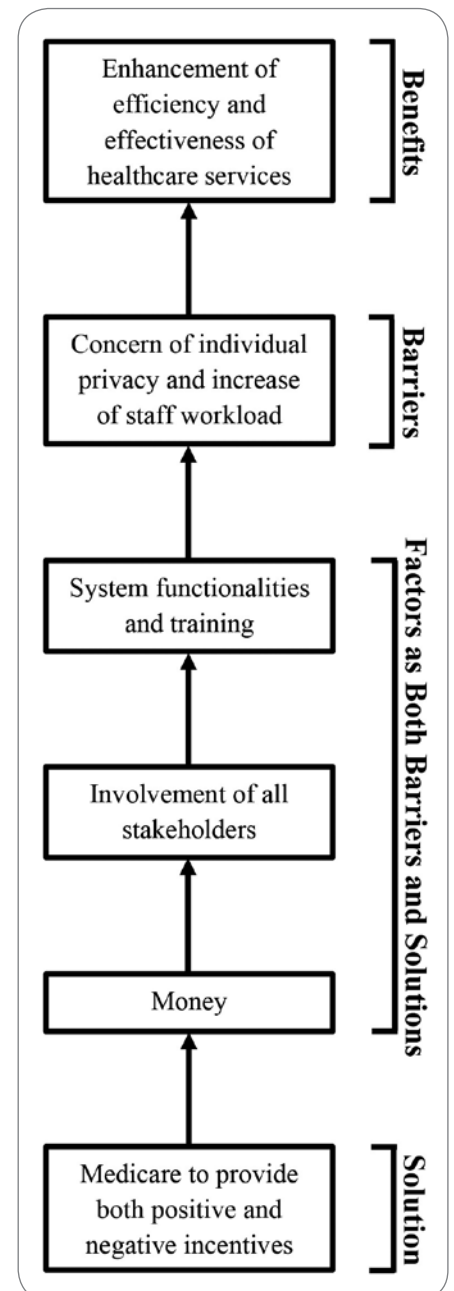 Enhancement of
efficiency and
effectiveness of
healthcare services
Benefits
Concern of individual
privacy and increase
of staff workload
Barriers
System functionalities
and training
Involvement of all
stakeholders
Money
Factors as Both Barriers and Solutions
Medicare to provide
both positive and
negative incentives
Solution